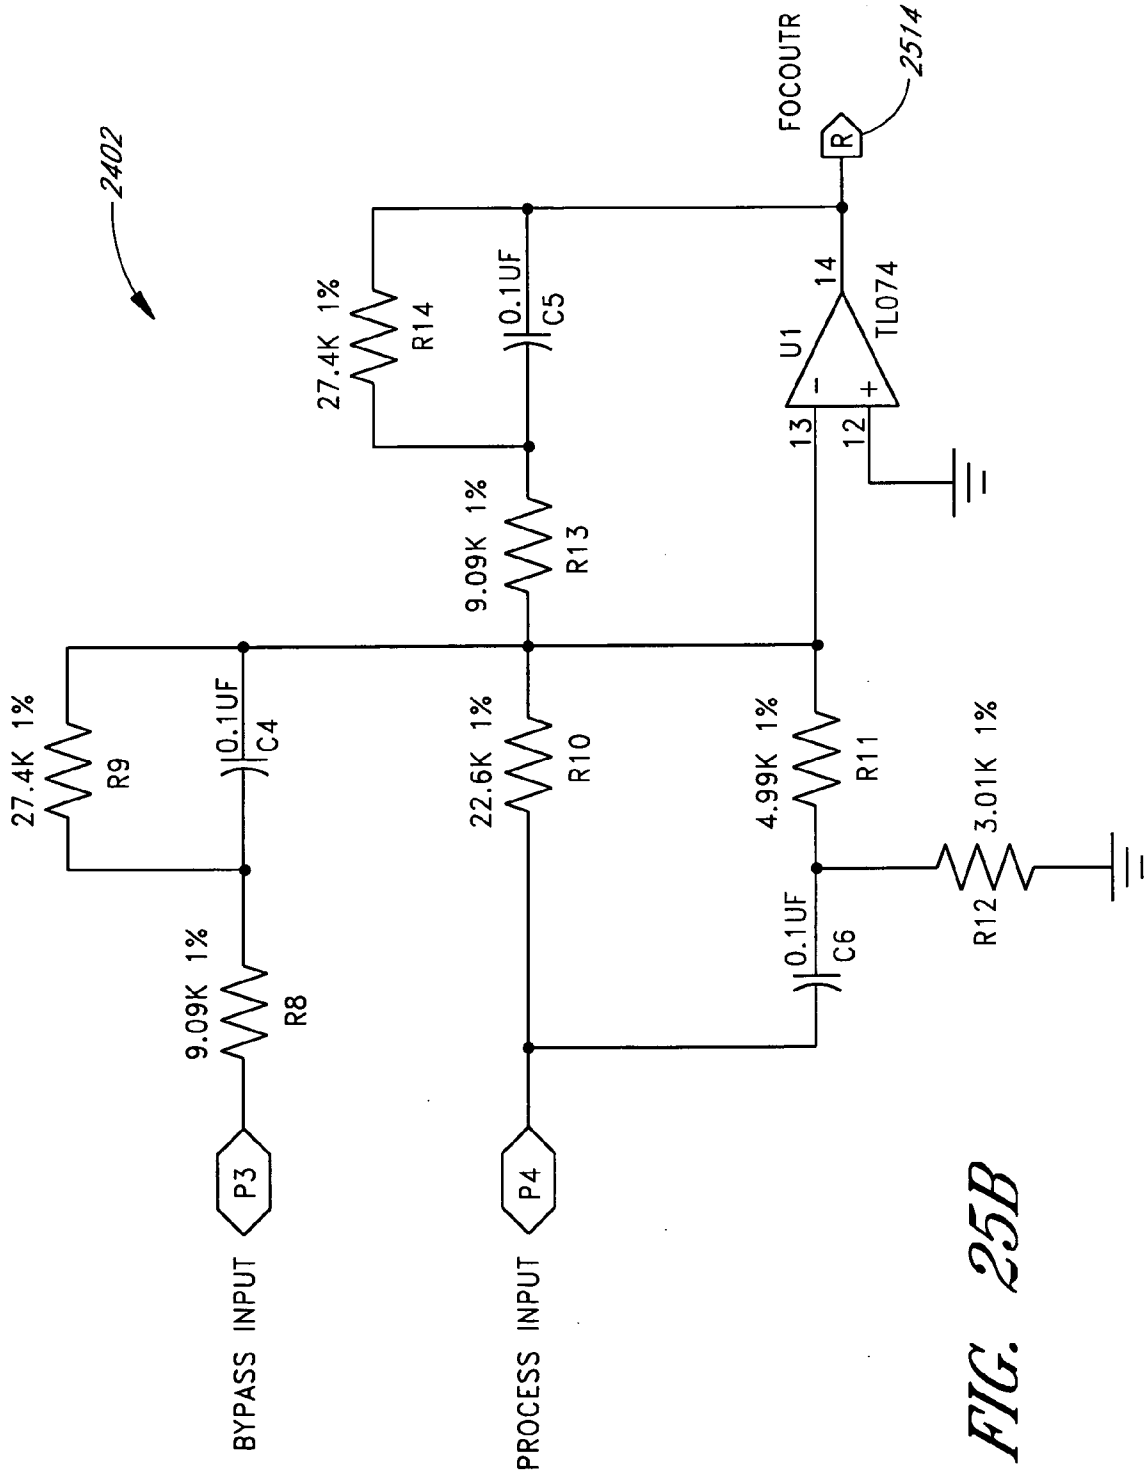 2402
27.4K 1%
R9
0.1UF
C4
9.09K 1%
R8
P3
BYPASS INPUT
27.4K 1%
R14
0.1UF
C5
9.09K 1%
R13
22.6K 1%
R10
P4
PROCESS INPUT
FOCOUTR
R
2514
U1
14
TL074
13
-
12
+
4.99K 1%
R11
0.1UF
C6
3.01K 1%
R12
FIG. 25B